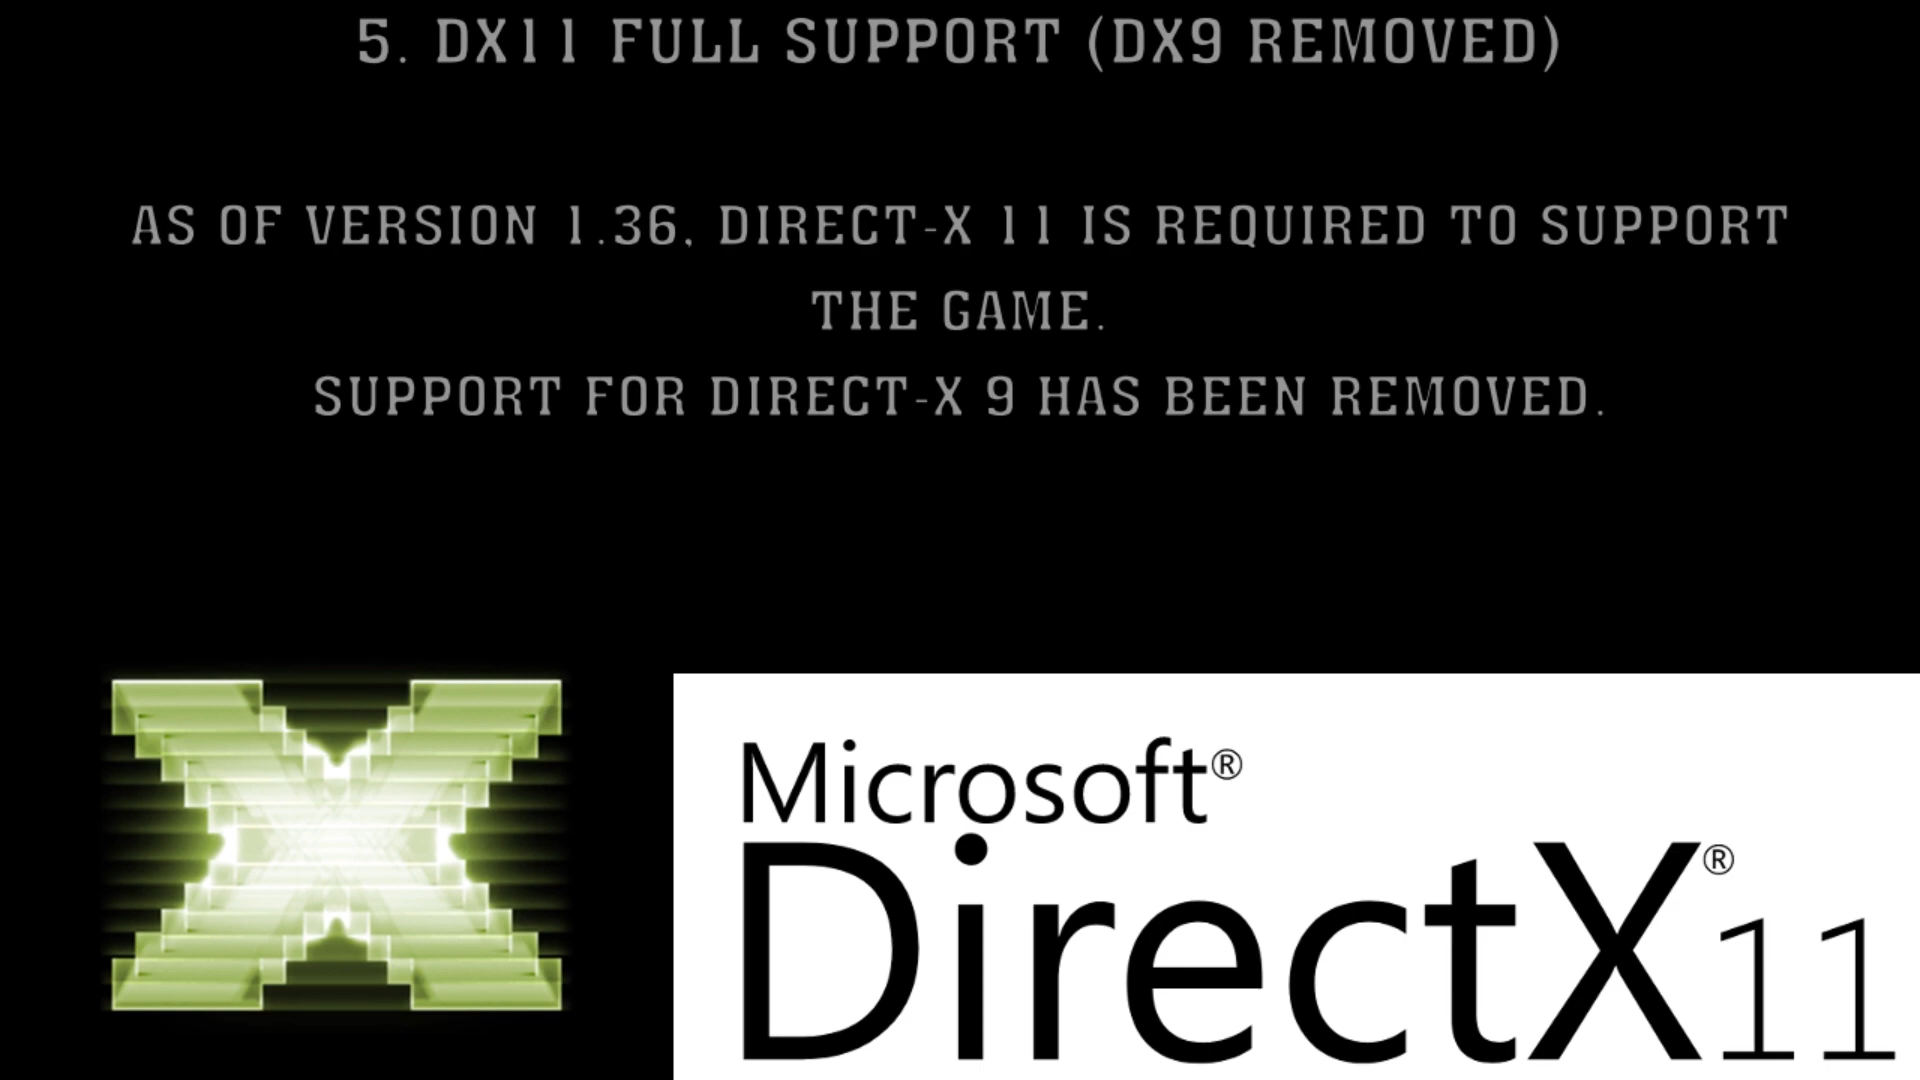 5. DX11 FULL SUPPORT (DX9 REMOVED)
AS OF VERSION 1.36, DIRECT-X 11 IS REQUIRED TO SUPPORT
THE GAME.
SUPPORT FOR DIRECT-X 9 HAS BEEN REMOVED.
Microsoft®
DirectX®11